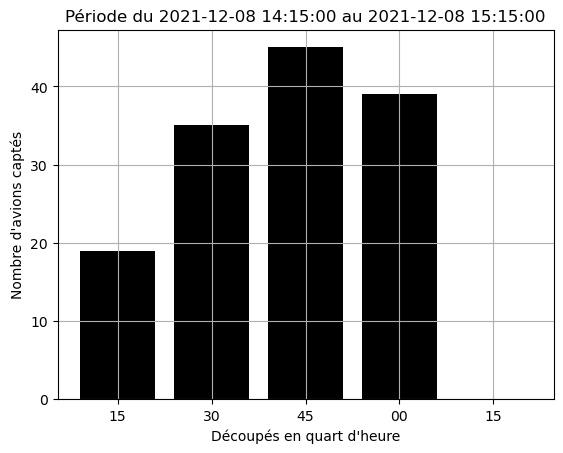 Période du 2021-12-08 14:15:00 au 2021-12-08 15:15:00
Nombre d'avions captés
40
30
20
10
0
15 30 45 00 15
Découpés en quart d'heure